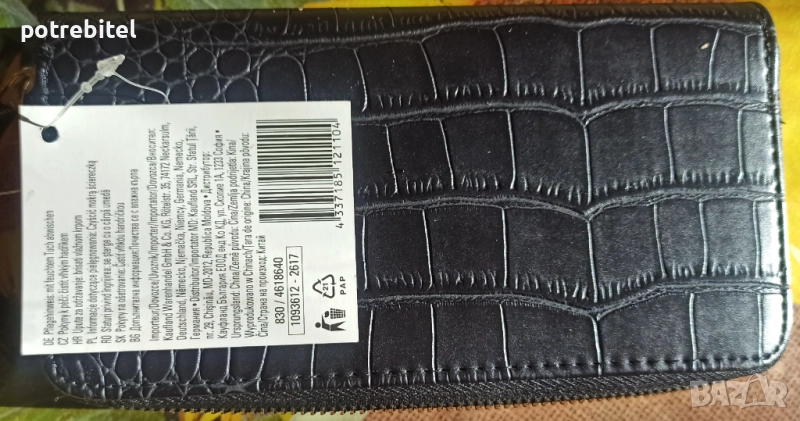 potrebitel
DE Pflegehinweis: mit feuchtem Tuch abwischen
CZ Pokyny k péči: čistit vlhkým hadříkem
HR Upute za održavanje: brisati vlažnom krpom
PL Informacje dotyczące pielęgnowania: Czyścić mokrą ściereczką
RO Sfaturi privind îngrijirea: se șterge cu o cârpă umedă
SK Pokyny na ošetrovanie: čistiť vlhkou handričkou
BG Допълнителна информация: Почиства се с влажна кърпа
Importeur/Dovozce/Uvoznik/Importer/Importator/Dovozca/Вносител:
Kaufland Warenhandel GmbH & Co. KG, Rötelstr. 35, 74172 Neckarsulm,
Deutschland, Německo, Njemačka, Niemcy, Germania, Nemecko,
Германия • Distribuitor/Importator MD: Kaufland SRL, Str. Sfatul Țării,
nr. 29, Chișinău, MD-2012, Republica Moldova • Дистрибутор:
Кауфланд България ЕООД енд Ко КД, ул. Скопие 1А, 1233 София •
Ursprungsland: China/Země původu: Čína/Zemlja podrijetla: Kina/
Wyprodukowano w Chinach/Țara de origine: China/Krajina pôvodu:
Čína/Страна на произход: Китай
830 / 4618640
1093612 - 2617
4 337185 121104
21
PAP
BAZAR